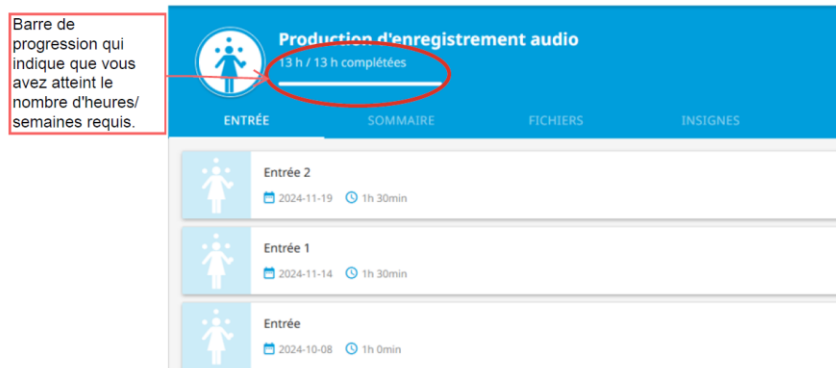 Barre de
progression qui
indique que vous
avez atteint le
nombre d'heures/
semaines requis.
Production d'enregistrement audio
13 h / 13 h complétées
ENTRÉE SOMMAIRE FICHIERS INSIGNES
Entrée 2
2024-11-19 1h 30min
Entrée 1
2024-11-14 1h 30min
Entrée
2024-10-08 1h 0min